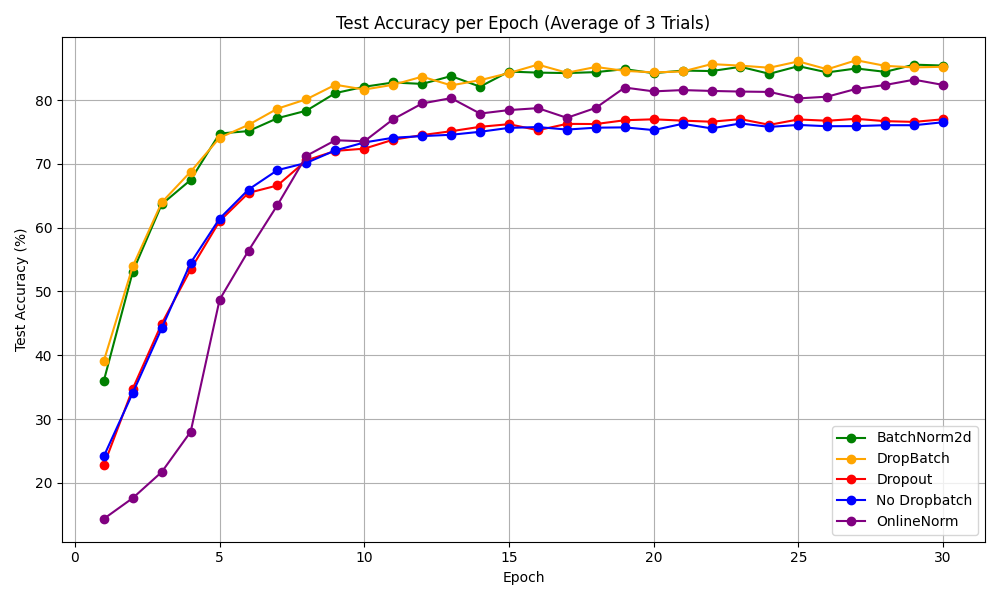 Test Accuracy per Epoch (Average of 3 Trials)
Test Accuracy (%)
80
70
60
50
40
30
20
0
5
10
15
20
25
30
Epoch
BatchNorm2d
DropBatch
Dropout
No Dropbatch
OnlineNorm